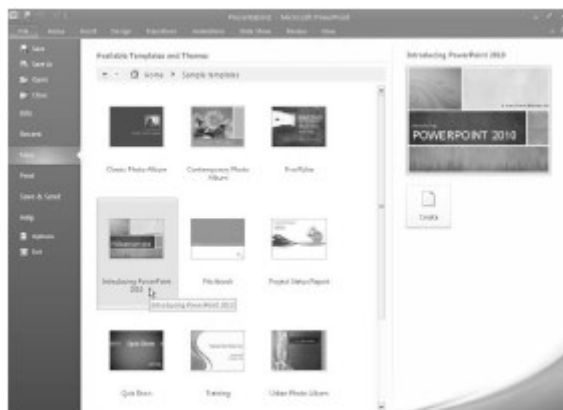 Presentation1 - Microsoft PowerPoint
File Home Insert Design Transitions Animations Slide Show Review View
Save
Save As
Open
Close
Info
Recent
New
Print
Save & Send
Help
Options
Exit
Available Templates and Themes
Home Sample templates
Classic Photo Album
Contemporary Photo Album
Introducing PowerPoint 2010
Pitchbook
Project Status Report
Introducing PowerPoint 2010
Quiz Show
Training
Urban Photo Album
Introducing PowerPoint 2010
POWERPOINT 2010
Create